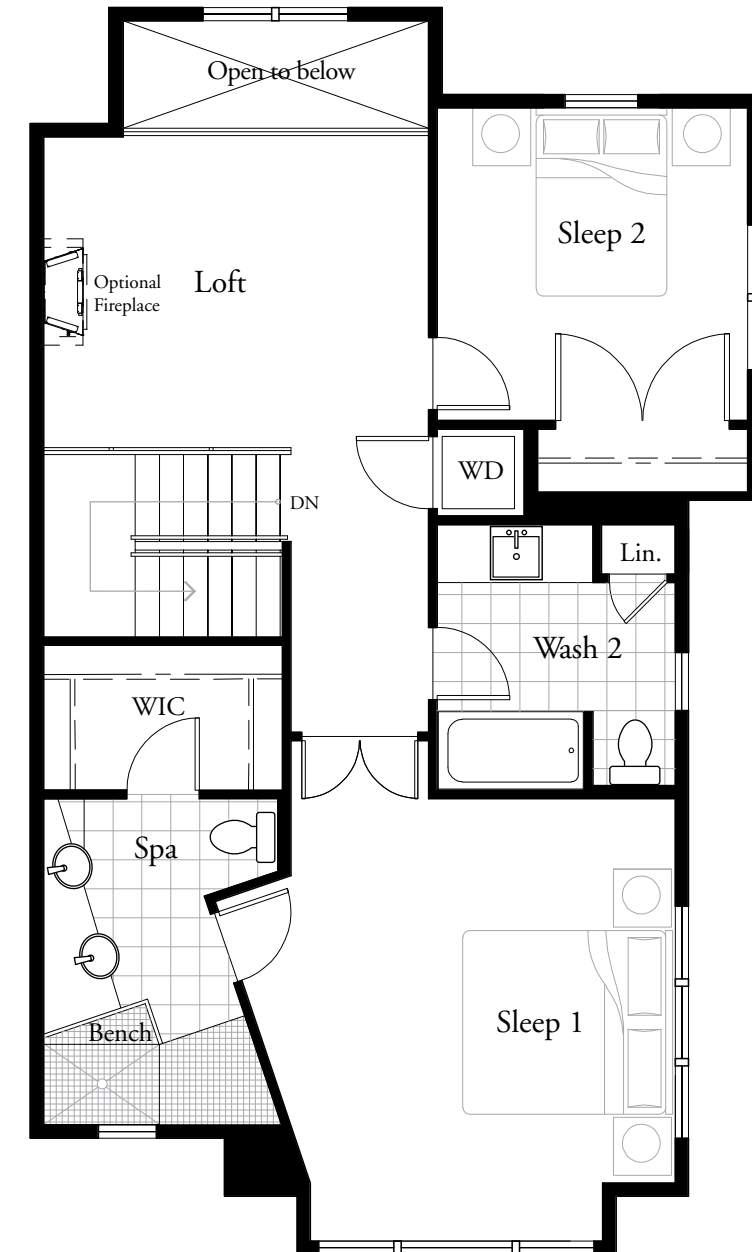 Open to below
Sleep 2
Optional
Fireplace
Loft
WD
DN
Lin.
Wash 2
WIC
Spa
Sleep 1
Bench